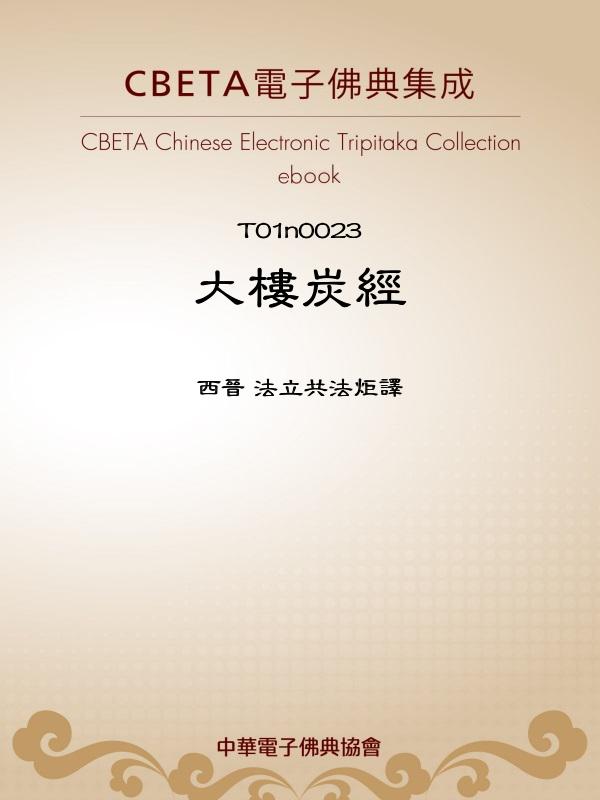 CBETA電子佛典集成
CBETA Chinese Electronic Tripitaka Collection
ebook
T01n0023
大樓炭經
西晉 法立共法炬譯
中華電子佛典協會